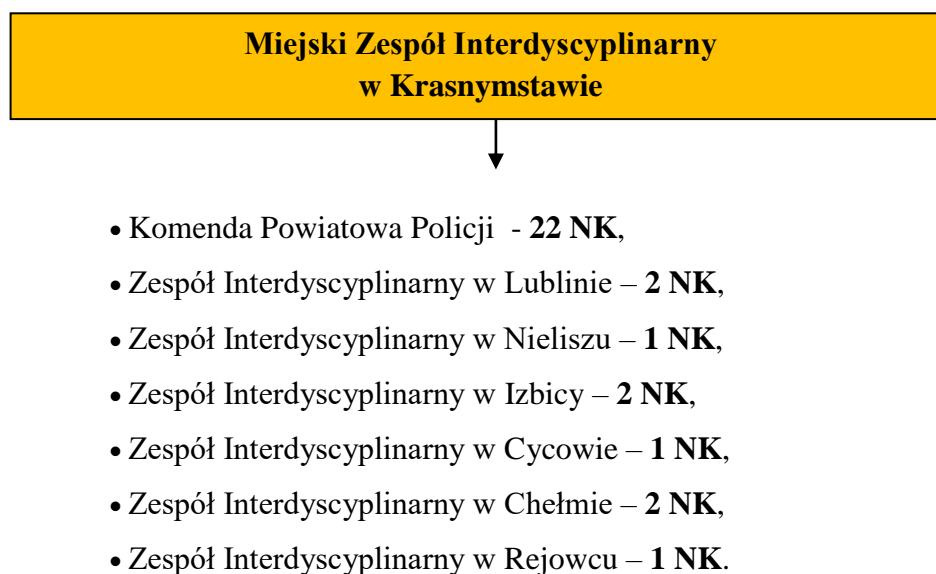 Miejski Zespół Interdyscyplinarny
w Krasnymstawie
• Komenda Powiatowa Policji - 22 NK,
• Zespół Interdyscyplinarny w Lublinie – 2 NK,
• Zespół Interdyscyplinarny w Nieliszu – 1 NK,
• Zespół Interdyscyplinarny w Izbicy – 2 NK,
• Zespół Interdyscyplinarny w Cycowie – 1 NK,
• Zespół Interdyscyplinarny w Chełmie – 2 NK,
• Zespół Interdyscyplinarny w Rejowcu – 1 NK.